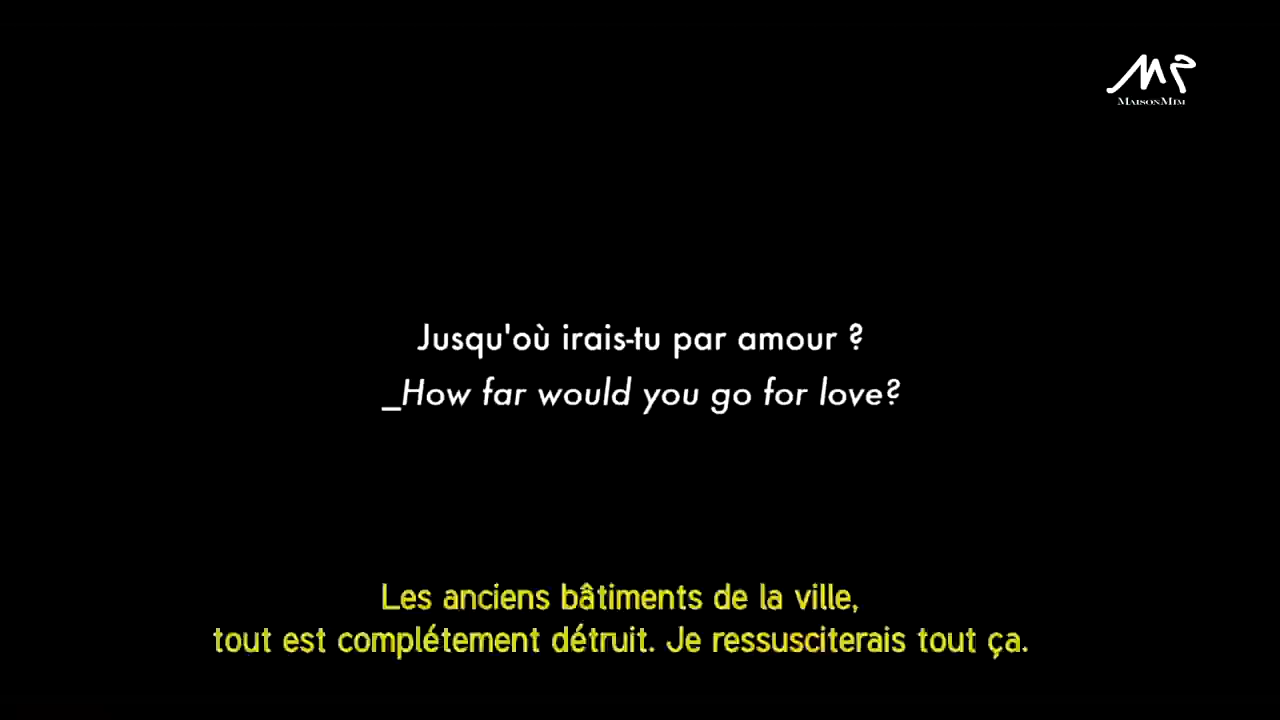 MAISONMIM
Jusqu'où irais-tu par amour ?
_How far would you go for love?
Les anciens bâtiments de la ville,
tout est complétement détruit. Je ressusciterais tout ça.